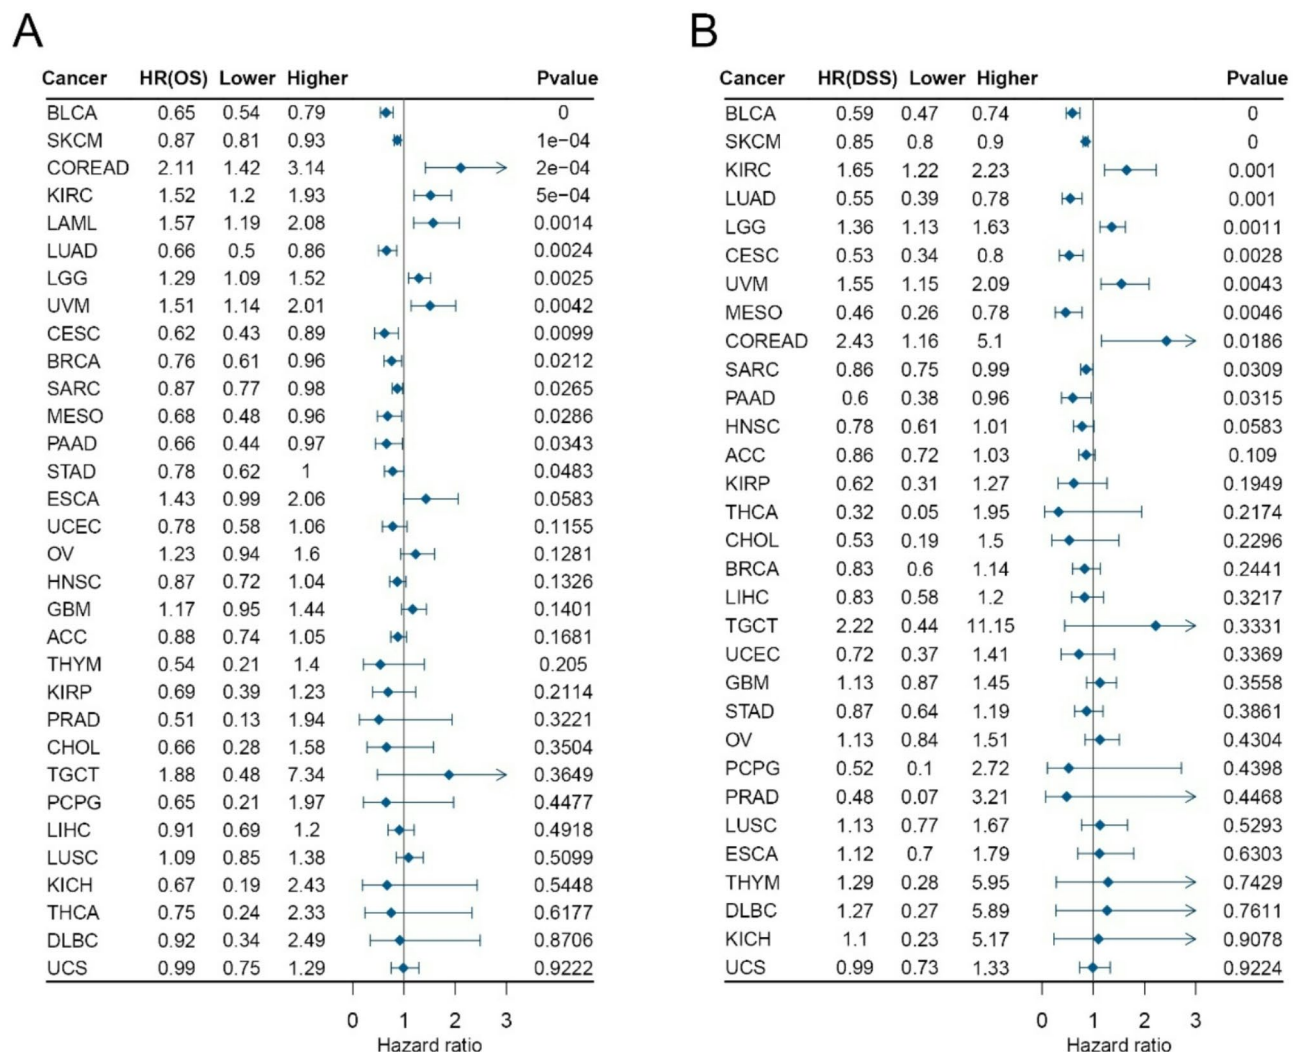 A
Cancer HR(OS) Lower Higher Pvalue
BLCA 0.65 0.54 0.79 0
SKCM 0.87 0.81 0.93 1e−04
COREAD 2.11 1.42 3.14 2e−04
KIRC 1.52 1.2 1.93 5e−04
LAML 1.57 1.19 2.08 0.0014
LUAD 0.66 0.5 0.86 0.0024
LGG 1.29 1.09 1.52 0.0025
UVM 1.51 1.14 2.01 0.0042
CESC 0.62 0.43 0.89 0.0099
BRCA 0.76 0.61 0.96 0.0212
SARC 0.87 0.77 0.98 0.0265
MESO 0.68 0.48 0.96 0.0286
PAAD 0.66 0.44 0.97 0.0343
STAD 0.78 0.62 1 0.0483
ESCA 1.43 0.99 2.06 0.0583
UCEC 0.78 0.58 1.06 0.1155
OV 1.23 0.94 1.6 0.1281
HNSC 0.87 0.72 1.04 0.1326
GBM 1.17 0.95 1.44 0.1401
ACC 0.88 0.74 1.05 0.1681
THYM 0.54 0.21 1.4 0.205
KIRP 0.69 0.39 1.23 0.2114
PRAD 0.51 0.13 1.94 0.3221
CHOL 0.66 0.28 1.58 0.3504
TGCT 1.88 0.48 7.34 0.3649
PCPG 0.65 0.21 1.97 0.4477
LIHC 0.91 0.69 1.2 0.4918
LUSC 1.09 0.85 1.38 0.5099
KICH 0.67 0.19 2.43 0.5448
THCA 0.75 0.24 2.33 0.6177
DLBC 0.92 0.34 2.49 0.8706
UCS 0.99 0.75 1.29 0.9222
0 1 2 3
Hazard ratio
B
Cancer HR(DSS) Lower Higher Pvalue
BLCA 0.59 0.47 0.74 0
SKCM 0.85 0.8 0.9 0
KIRC 1.65 1.22 2.23 0.001
LUAD 0.55 0.39 0.78 0.001
LGG 1.36 1.13 1.63 0.0011
CESC 0.53 0.34 0.8 0.0028
UVM 1.55 1.15 2.09 0.0043
MESO 0.46 0.26 0.78 0.0046
COREAD 2.43 1.16 5.1 0.0186
SARC 0.86 0.75 0.99 0.0309
PAAD 0.6 0.38 0.96 0.0315
HNSC 0.78 0.61 1.01 0.0583
ACC 0.86 0.72 1.03 0.109
KIRP 0.62 0.31 1.27 0.1949
THCA 0.32 0.05 1.95 0.2174
CHOL 0.53 0.19 1.5 0.2296
BRCA 0.83 0.6 1.14 0.2441
LIHC 0.83 0.58 1.2 0.3217
TGCT 2.22 0.44 11.15 0.3331
UCEC 0.72 0.37 1.41 0.3369
GBM 1.13 0.87 1.45 0.3558
STAD 0.87 0.64 1.19 0.3861
OV 1.13 0.84 1.51 0.4304
PCPG 0.52 0.1 2.72 0.4398
PRAD 0.48 0.07 3.21 0.4468
LUSC 1.13 0.77 1.67 0.5293
ESCA 1.12 0.7 1.79 0.6303
THYM 1.29 0.28 5.95 0.7429
DLBC 1.27 0.27 5.89 0.7611
KICH 1.1 0.23 5.17 0.9078
UCS 0.99 0.73 1.33 0.9224
0 1 2 3
Hazard ratio